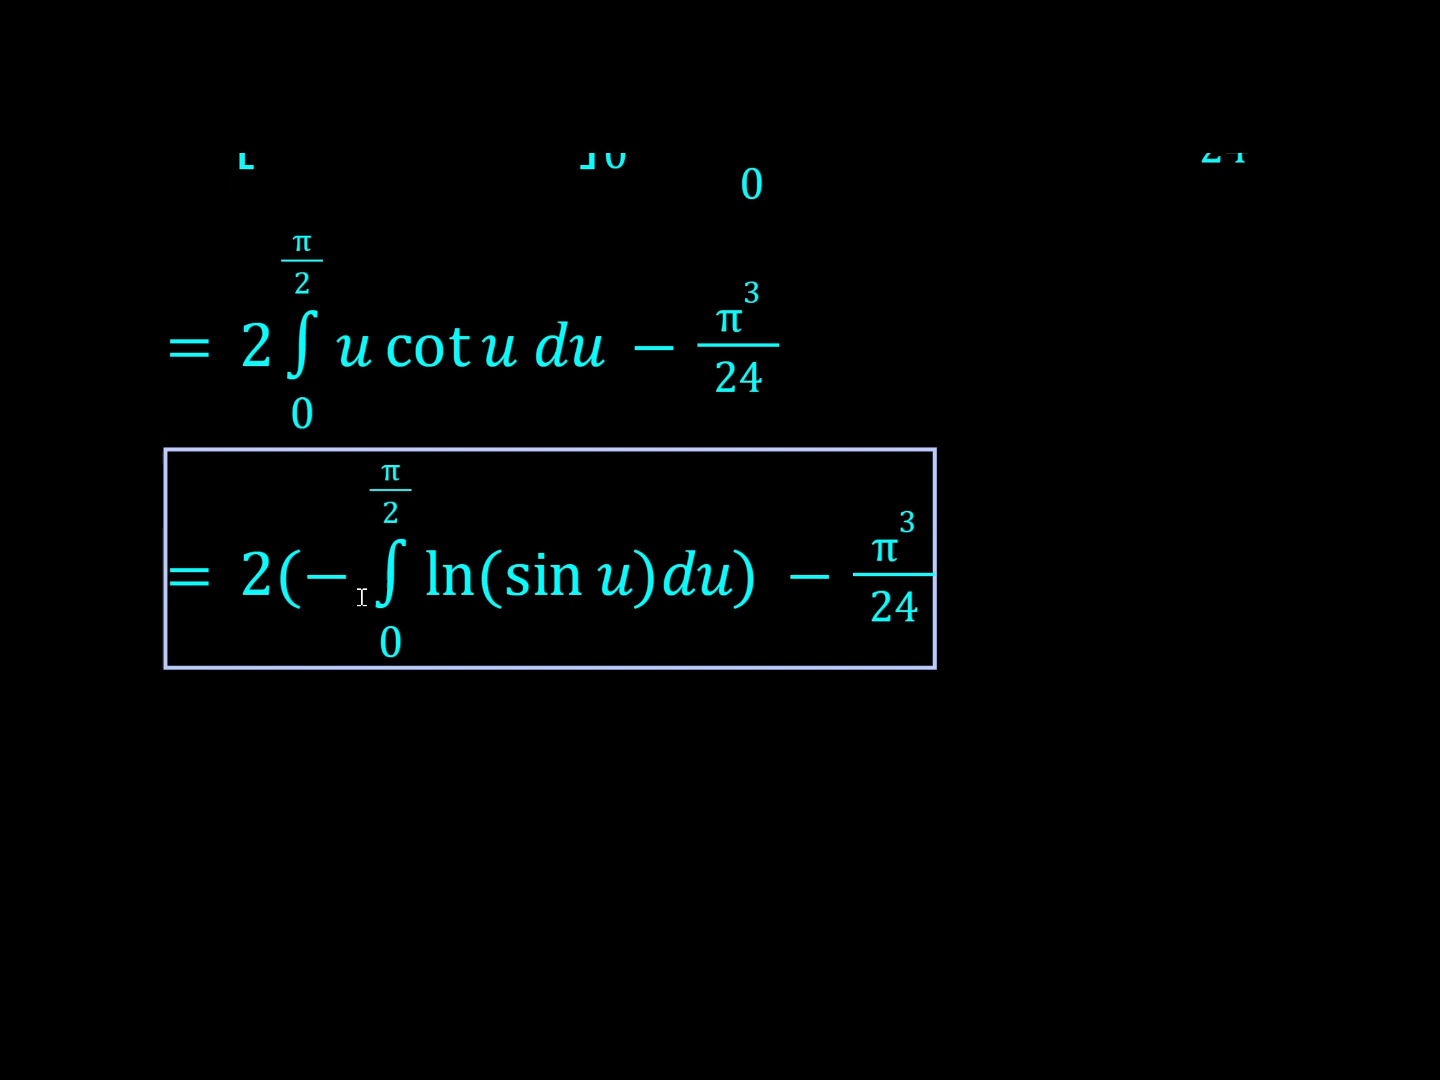 0
= 2 ∫₀^(π/2) u cot u du − π³/24
= 2(− ∫₀^(π/2) ln(sin u)du) − π³/24